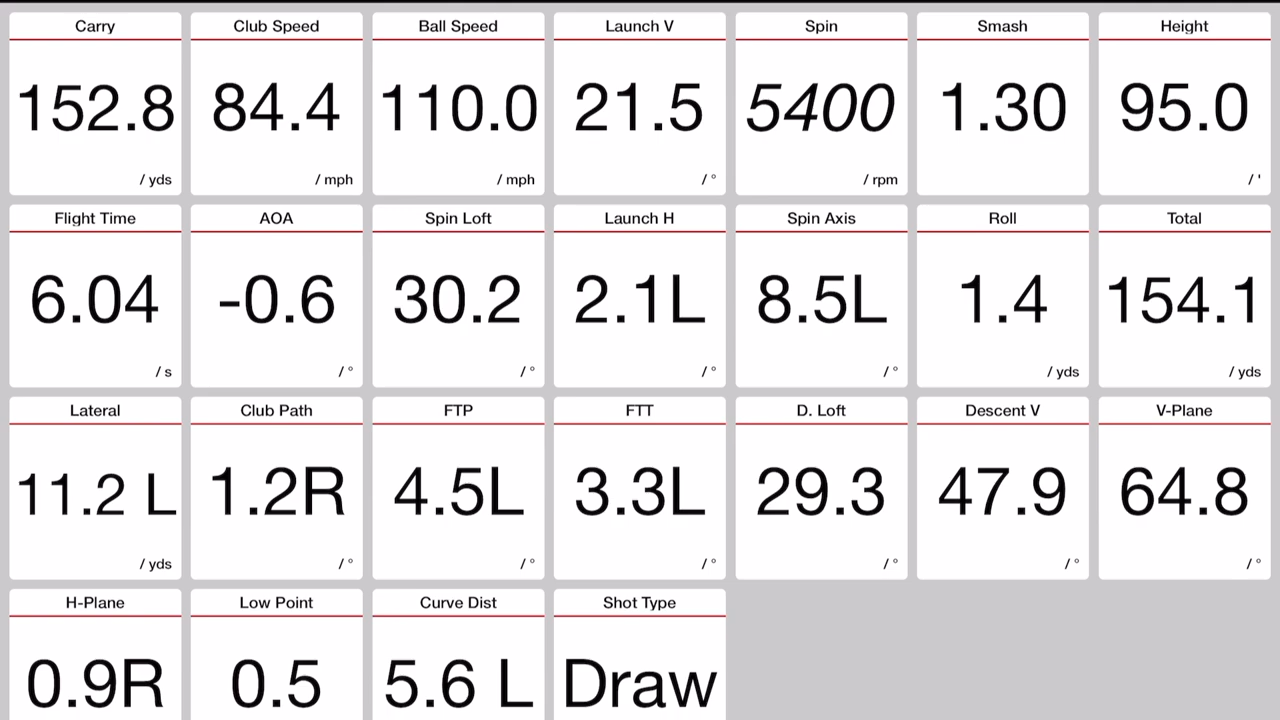 Carry Club Speed Ball Speed Launch V Spin Smash Height
152.8 84.4 110.0 21.5 5400 1.30 95.0
/ yds / mph / mph / ° / rpm / '
Flight Time AOA Spin Loft Launch H Spin Axis Roll Total
6.04 -0.6 30.2 2.1L 8.5L 1.4 154.1
/ s / ° / ° / ° / ° / yds / yds
Lateral Club Path FTP FTT D. Loft Descent V V-Plane
11.2 L 1.2R 4.5L 3.3L 29.3 47.9 64.8
/ yds / ° / ° / ° / ° / ° / °
H-Plane Low Point Curve Dist Shot Type
0.9R 0.5 5.6 L Draw